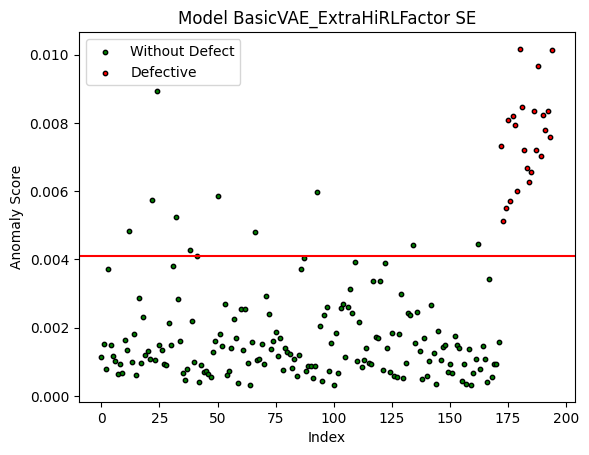 Model BasicVAE_ExtraHiRLFactor SE
Without Defect
Defective
Anomaly Score
0.010
0.008
0.006
0.004
0.002
0.000
0 25 50 75 100 125 150 175 200
Index